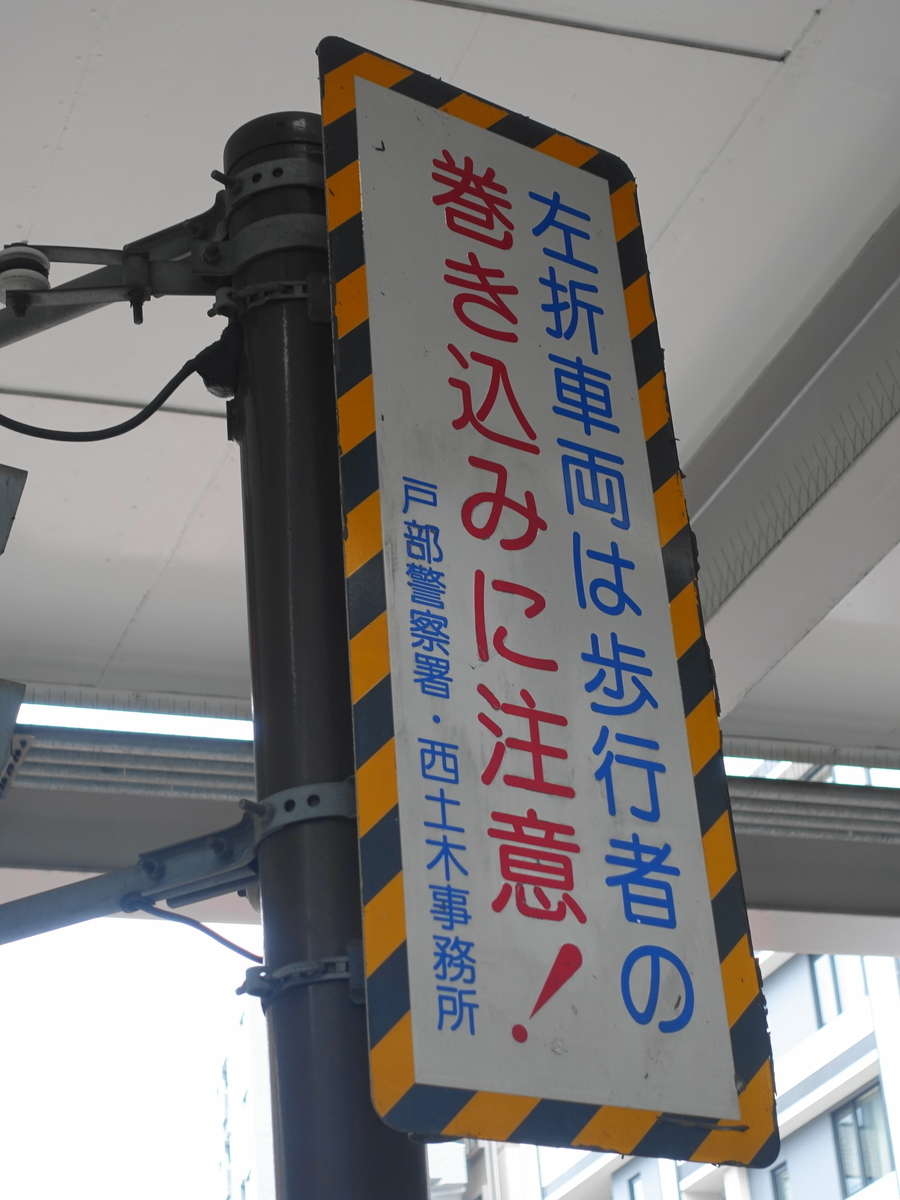 左折車両は歩行者の
巻き込みに注意!
戸部警察署・西土木事務所